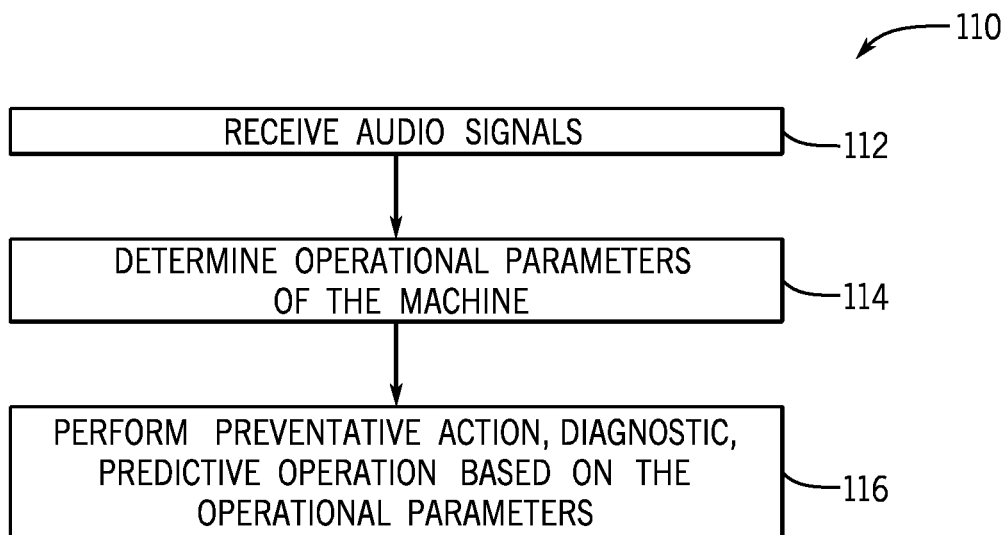 110
RECEIVE AUDIO SIGNALS
112
DETERMINE OPERATIONAL PARAMETERS
OF THE MACHINE
114
PERFORM PREVENTATIVE ACTION, DIAGNOSTIC,
PREDICTIVE OPERATION BASED ON THE
OPERATIONAL PARAMETERS
116